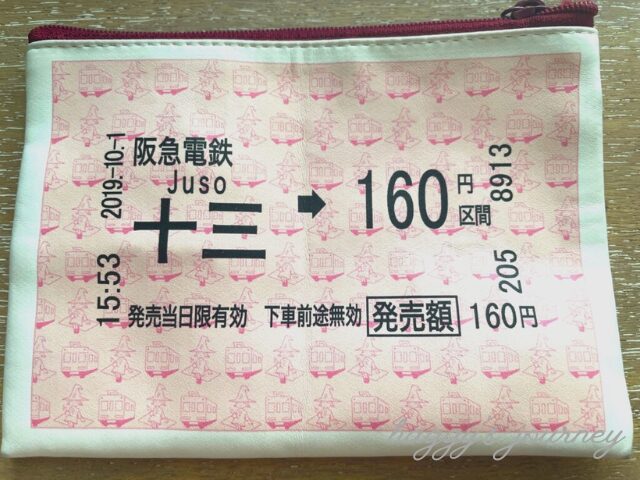 2019.-10.-1
15:53
阪急電鉄
Juso
十三 ➡ 160円区間
発売当日限有効 下車前途無効 発売額 160円
8913
205
happy's journey